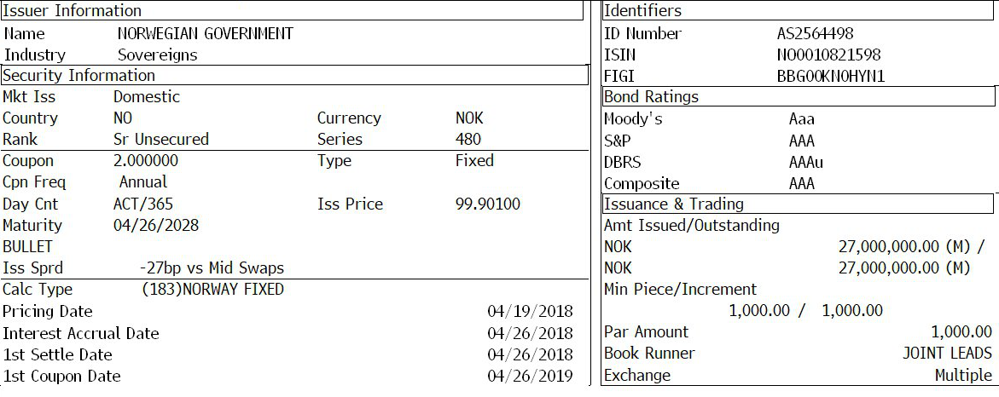 Issuer Information
Name NORWEGIAN GOVERNMENT
Industry Sovereigns
Security Information
Mkt Iss Domestic
Country NO Currency NOK
Rank Sr Unsecured Series 480
Coupon 2.000000 Type Fixed
Cpn Freq Annual
Day Cnt ACT/365 Iss Price 99.90100
Maturity 04/26/2028
BULLET
Iss Sprd -27bp vs Mid Swaps
Calc Type (183)NORWAY FIXED
Pricing Date 04/19/2018
Interest Accrual Date 04/26/2018
1st Settle Date 04/26/2018
1st Coupon Date 04/26/2019
Identifiers
ID Number AS2564498
ISIN NO0010821598
FIGI BBG00KN0HYN1
Bond Ratings
Moody's Aaa
S&P AAA
DBRS AAAu
Composite AAA
Issuance & Trading
Amt Issued/Outstanding
NOK 27,000,000.00 (M) /
NOK 27,000,000.00 (M)
Min Piece/Increment
1,000.00 / 1,000.00
Par Amount 1,000.00
Book Runner JOINT LEADS
Exchange Multiple